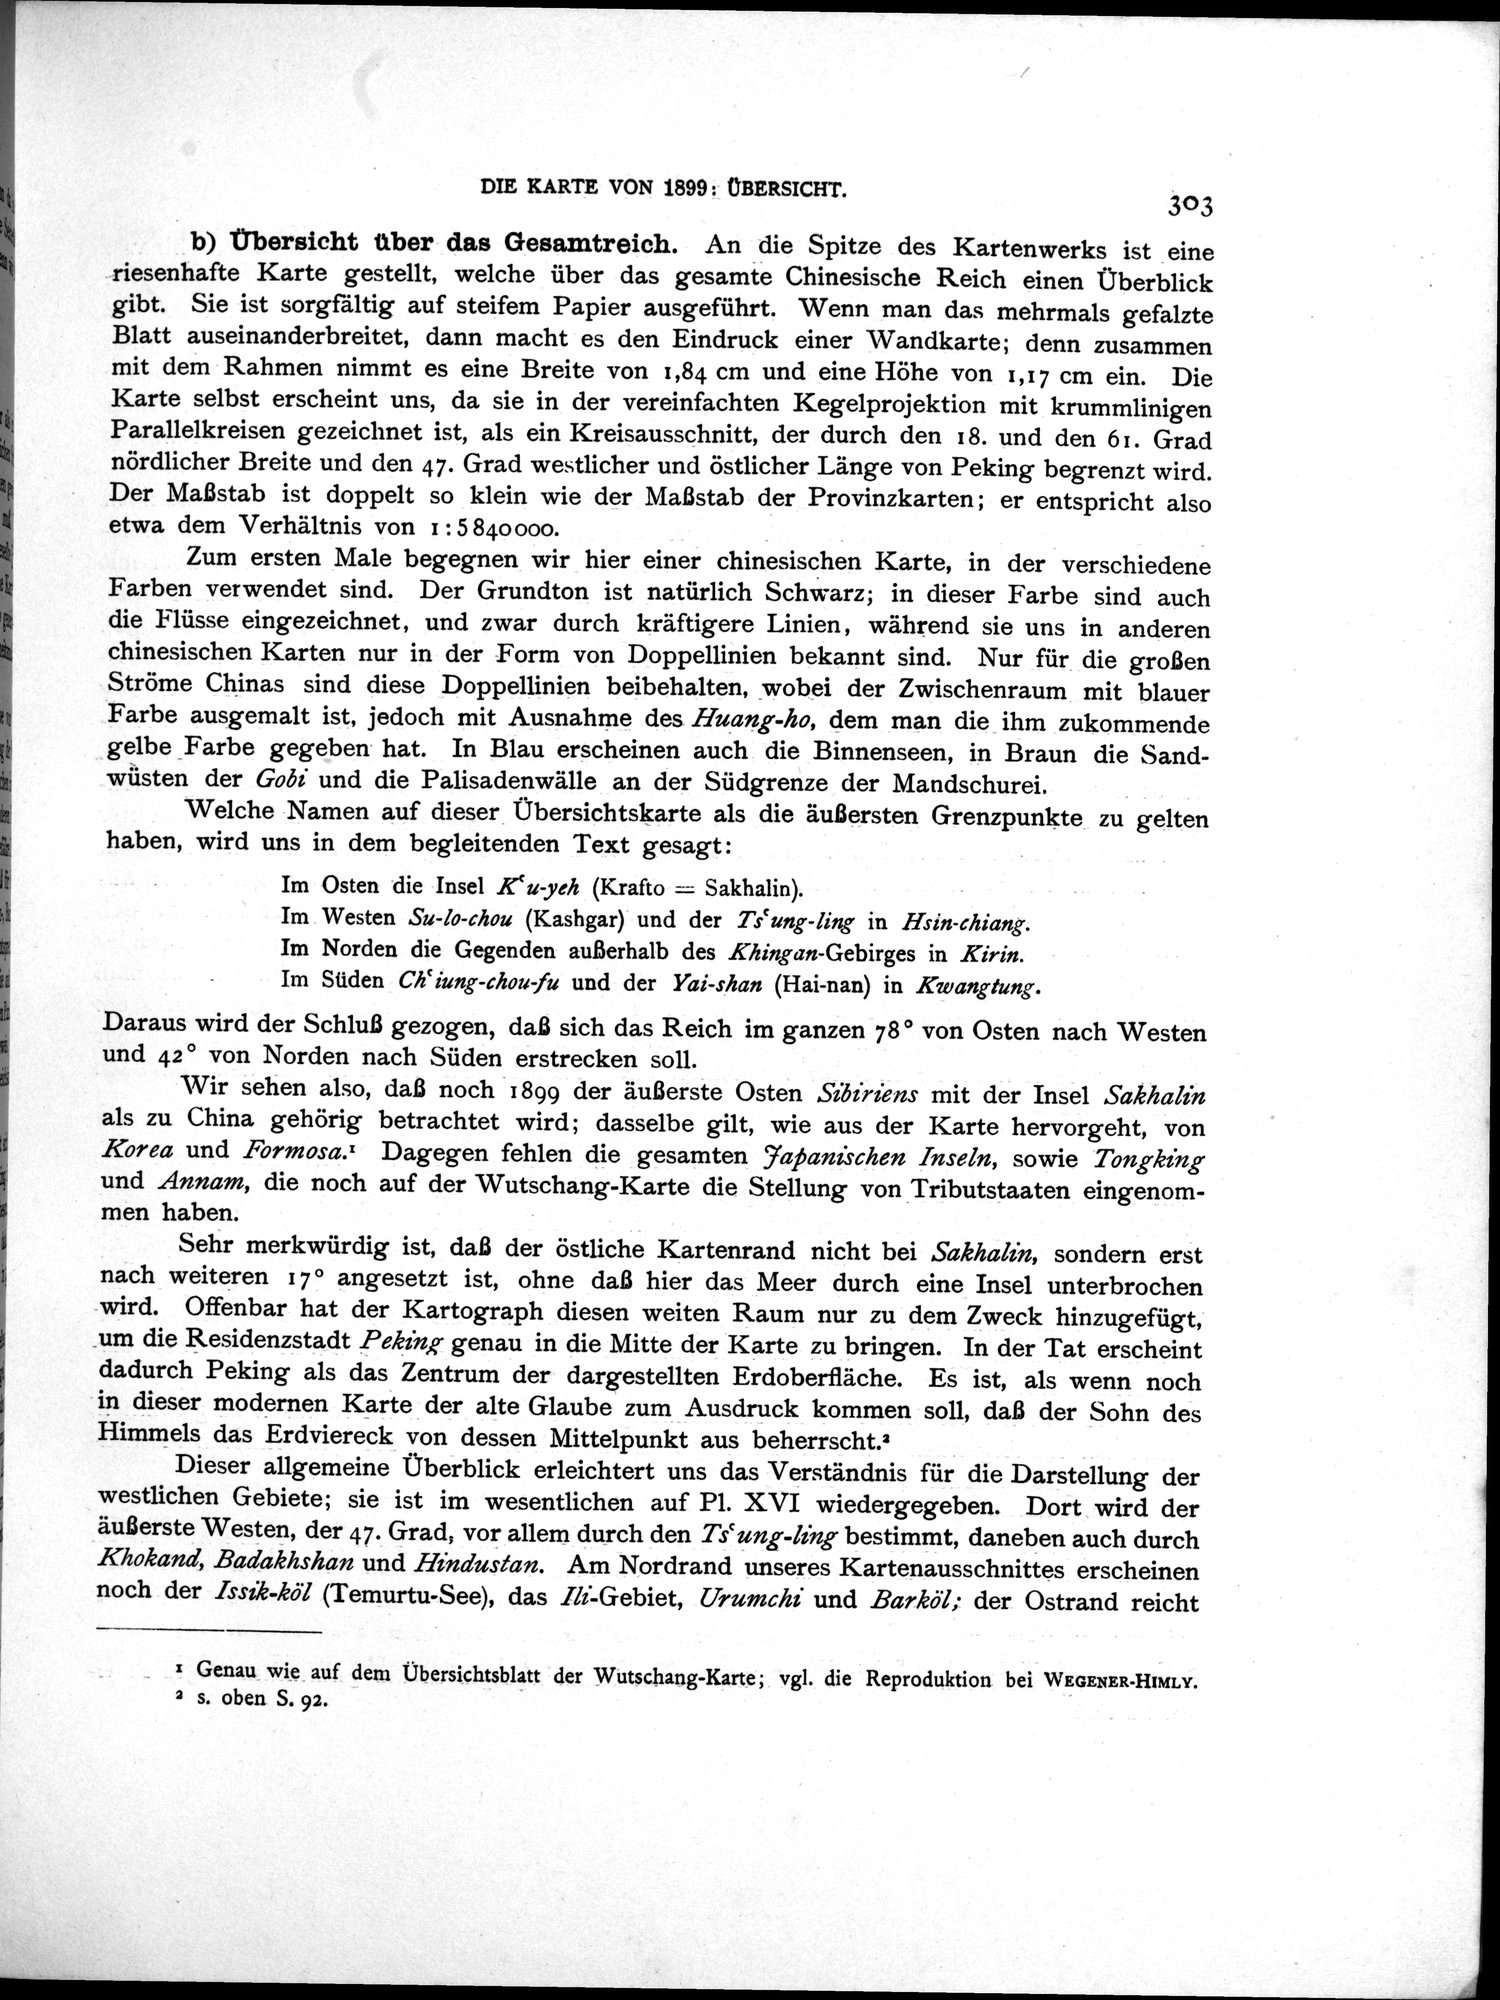 DIE KARTE VON 1899: ÜBERSICHT.
303
b) Übersicht über das Gesamtreich. An die Spitze des Kartenwerks ist eine
riesenhafte Karte gestellt, welche über das gesamte Chinesische Reich einen Überblick
gibt. Sie ist sorgfältig auf steifem Papier ausgeführt. Wenn man das mehrmals gefalzte
Blatt auseinanderbreitet, dann macht es den Eindruck einer Wandkarte; denn zusammen
mit dem Rahmen nimmt es eine Breite von 1,84 cm und eine Höhe von 1,17 cm ein. Die
Karte selbst erscheint uns, da sie in der vereinfachten Kegelprojektion mit krummlinigen
Parallelkreisen gezeichnet ist, als ein Kreisausschnitt, der durch den 18. und den 61. Grad
nördlicher Breite und den 47. Grad westlicher und östlicher Länge von Peking begrenzt wird.
Der Maßstab ist doppelt so klein wie der Maßstab der Provinzkarten; er entspricht also
etwa dem Verhältnis von 1:5840000.
Zum ersten Male begegnen wir hier einer chinesischen Karte, in der verschiedene
Farben verwendet sind. Der Grundton ist natürlich Schwarz; in dieser Farbe sind auch
die Flüsse eingezeichnet, und zwar durch kräftigere Linien, während sie uns in anderen
chinesischen Karten nur in der Form von Doppellinien bekannt sind. Nur für die großen
Ströme Chinas sind diese Doppellinien beibehalten, wobei der Zwischenraum mit blauer
Farbe ausgemalt ist, jedoch mit Ausnahme des Huang-ho, dem man die ihm zukommende
gelbe Farbe gegeben hat. In Blau erscheinen auch die Binnenseen, in Braun die Sand-
wüsten der Gobi und die Palisadenwälle an der Südgrenze der Mandschurei.
Welche Namen auf dieser Übersichtskarte als die äußersten Grenzpunkte zu gelten
haben, wird uns in dem begleitenden Text gesagt:
Im Osten die Insel Kʿu-yeh (Krafto = Sakhalin).
Im Westen Su-lo-chou (Kashgar) und der Tsʿung-ling in Hsin-chiang.
Im Norden die Gegenden außerhalb des Khingan-Gebirges in Kirin.
Im Süden Chʿiung-chou-fu und der Yai-shan (Hai-nan) in Kwangtung.
Daraus wird der Schluß gezogen, daß sich das Reich im ganzen 78° von Osten nach Westen
und 42° von Norden nach Süden erstrecken soll.
Wir sehen also, daß noch 1899 der äußerste Osten Sibiriens mit der Insel Sakhalin
als zu China gehörig betrachtet wird; dasselbe gilt, wie aus der Karte hervorgeht, von
Korea und Formosa.¹ Dagegen fehlen die gesamten Japanischen Inseln, sowie Tongking
und Annam, die noch auf der Wutschang-Karte die Stellung von Tributstaaten eingenom-
men haben.
Sehr merkwürdig ist, daß der östliche Kartenrand nicht bei Sakhalin, sondern erst
nach weiteren 17° angesetzt ist, ohne daß hier das Meer durch eine Insel unterbrochen
wird. Offenbar hat der Kartograph diesen weiten Raum nur zu dem Zweck hinzugefügt,
um die Residenzstadt Peking genau in die Mitte der Karte zu bringen. In der Tat erscheint
dadurch Peking als das Zentrum der dargestellten Erdoberfläche. Es ist, als wenn noch
in dieser modernen Karte der alte Glaube zum Ausdruck kommen soll, daß der Sohn des
Himmels das Erdviereck von dessen Mittelpunkt aus beherrscht.²
Dieser allgemeine Überblick erleichtert uns das Verständnis für die Darstellung der
westlichen Gebiete; sie ist im wesentlichen auf Pl. XVI wiedergegeben. Dort wird der
äußerste Westen, der 47. Grad, vor allem durch den Tsʿung-ling bestimmt, daneben auch durch
Khokand, Badakhshan und Hindustan. Am Nordrand unseres Kartenausschnittes erscheinen
noch der Issik-köl (Temurtu-See), das Ili-Gebiet, Urumchi und Barköl; der Ostrand reicht
¹ Genau wie auf dem Übersichtsblatt der Wutschang-Karte; vgl. die Reproduktion bei WEGENER-HIMLY.
² s. oben S. 92.